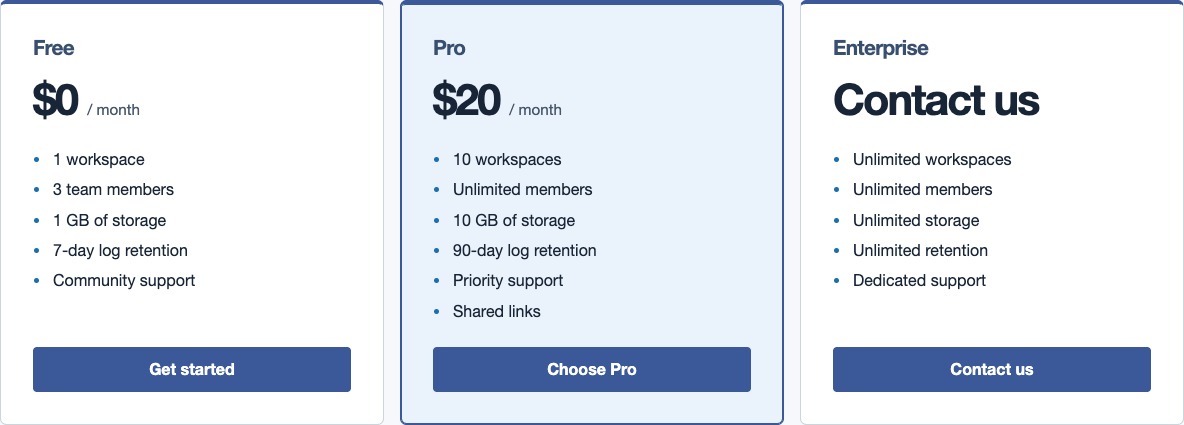 Free
$0 / month
• 1 workspace
• 3 team members
• 1 GB of storage
• 7-day log retention
• Community support
Get started
Pro
$20 / month
• 10 workspaces
• Unlimited members
• 10 GB of storage
• 90-day log retention
• Priority support
• Shared links
Choose Pro
Enterprise
Contact us
• Unlimited workspaces
• Unlimited members
• Unlimited storage
• Unlimited retention
• Dedicated support
Contact us